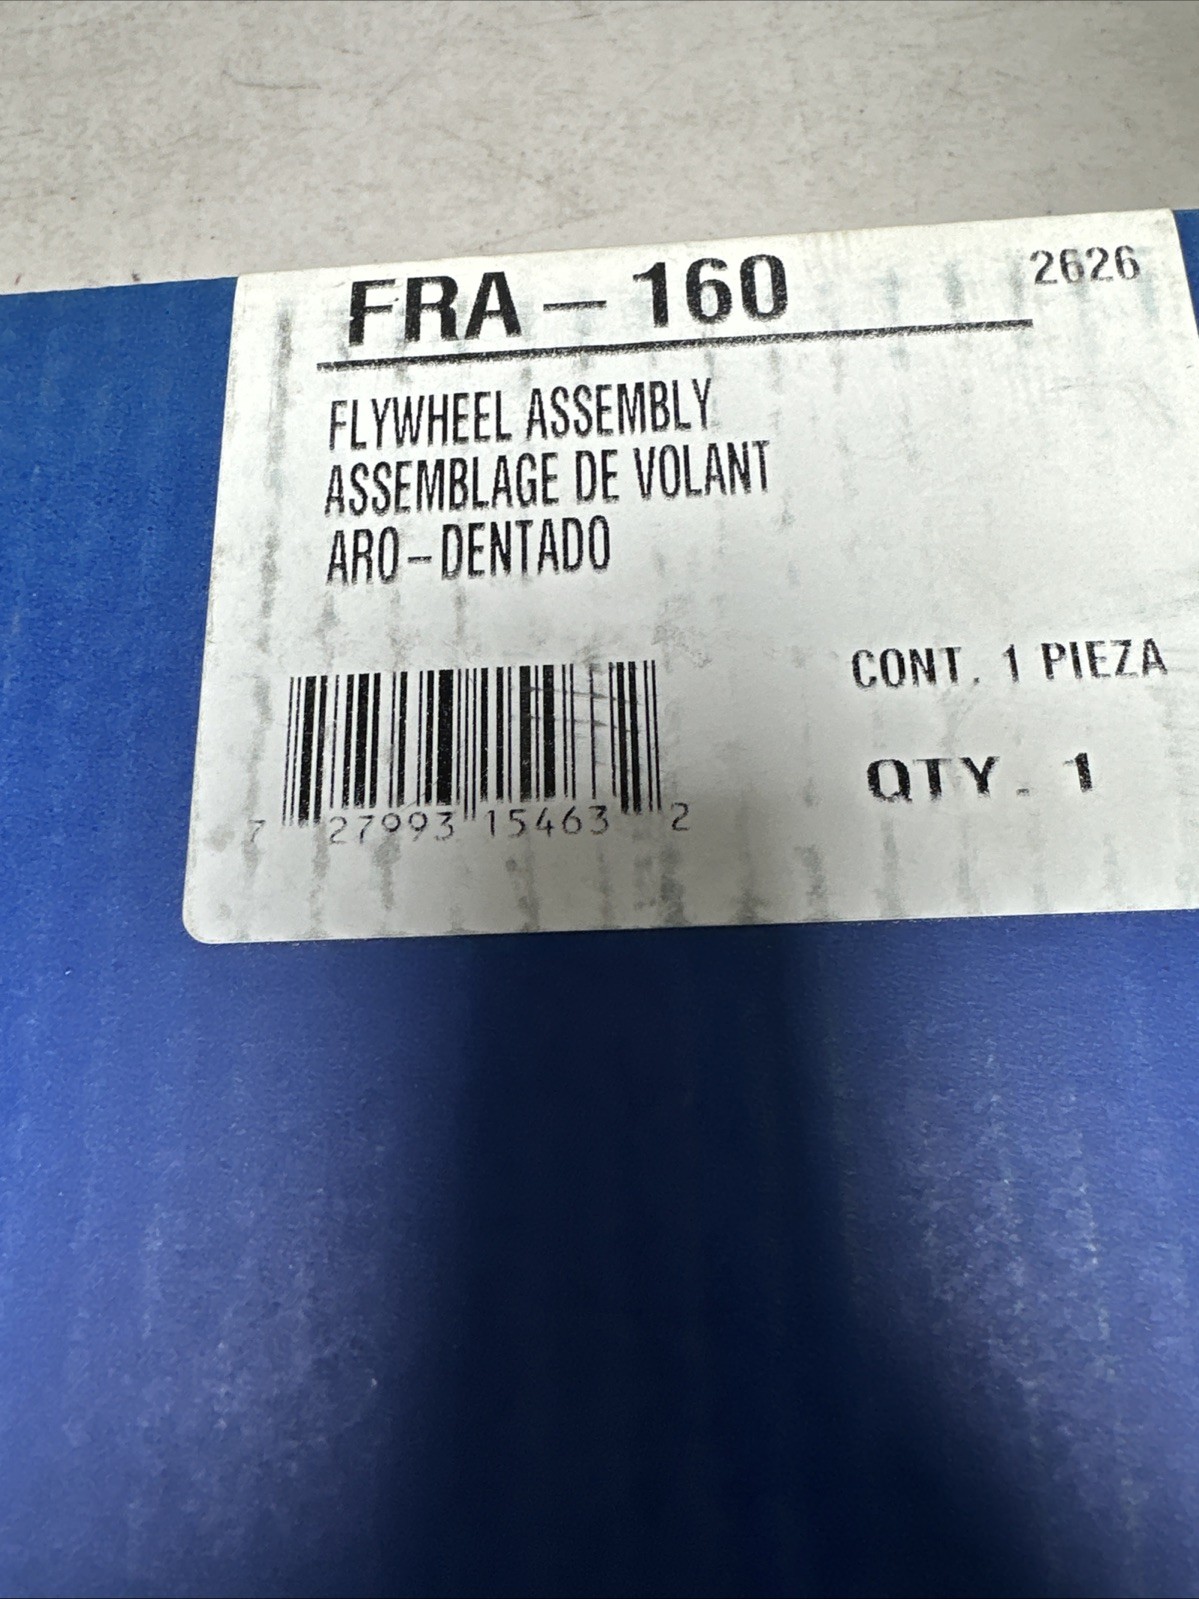 FRA – 160
2626
FLYWHEEL ASSEMBLY
ASSEMBLAGE DE VOLANT
ARO – DENTADO
CONT. 1 PIEZA
QTY. 1
7 27993 15463 2